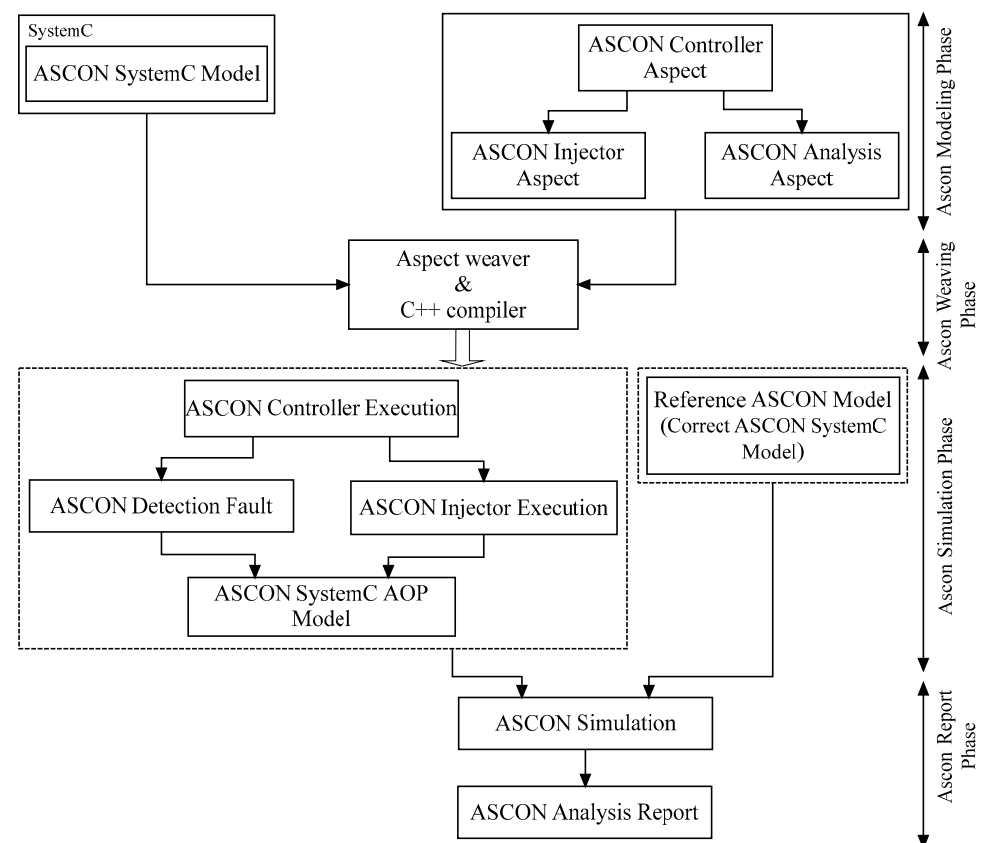 SystemC
ASCON SystemC Model
ASCON Controller
Aspect
ASCON Injector
Aspect
ASCON Analysis
Aspect
Ascon Modeling Phase
Aspect weaver
&
C++ compiler
Ascon Weaving
Phase
ASCON Controller Execution
ASCON Detection Fault
ASCON Injector Execution
ASCON SystemC AOP
Model
Reference ASCON Model
(Correct ASCON SystemC
Model)
Ascon Simulation Phase
ASCON Simulation
ASCON Analysis Report
Ascon Report
Phase